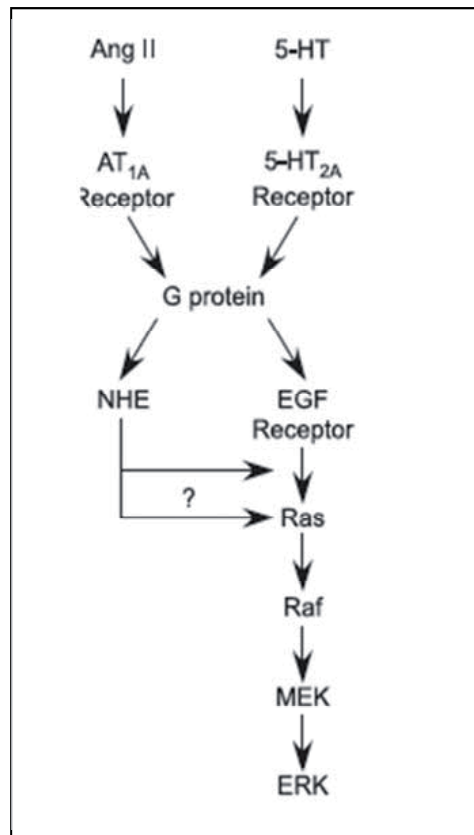 Ang II 5-HT
AT1A 5-HT2A
Receptor Receptor
G protein
NHE EGF
Receptor
?
Ras
Raf
MEK
ERK